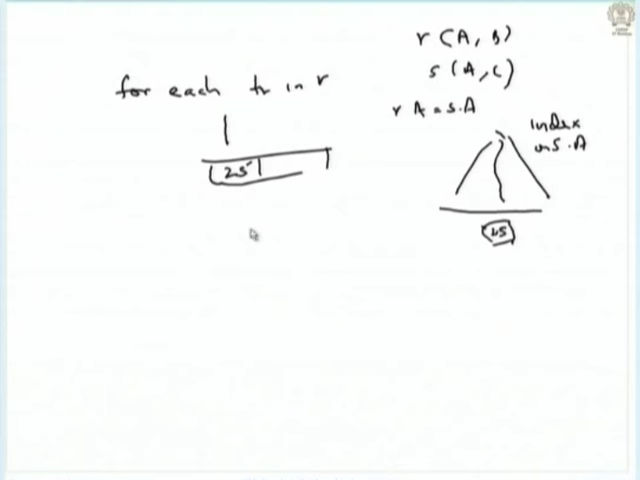 r (A, B)
s (A, C)
for each tr in r
r A = s.A
index
on S.A
25
25